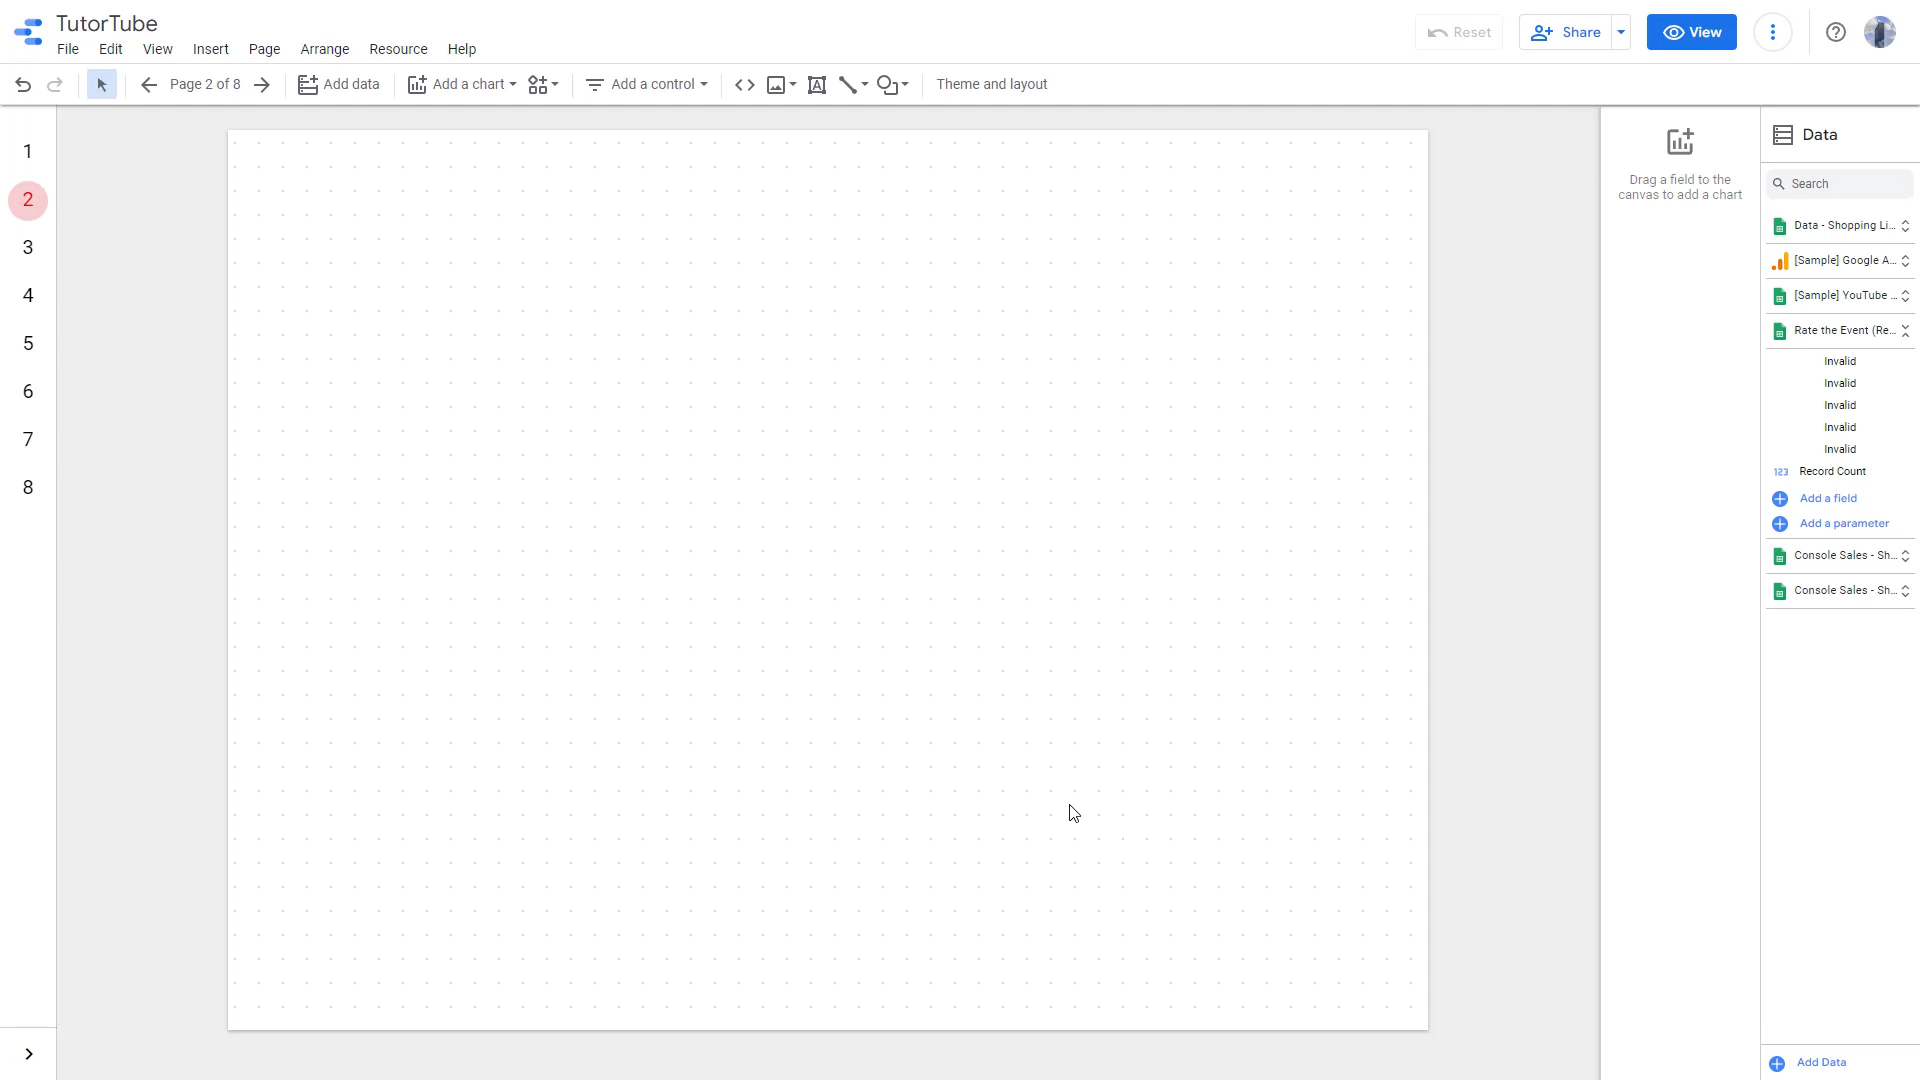 TutorTube
File Edit View Insert Page Arrange Resource Help
Reset
Share
View
Page 2 of 8
Add data
Add a chart
Add a control
Theme and layout
1
2
3
4
5
6
7
8
Drag a field to the
canvas to add a chart
Data
Search
Data - Shopping Li...
[Sample] Google A...
[Sample] YouTube ...
Rate the Event (Re...
Invalid
Invalid
Invalid
Invalid
Invalid
123 Record Count
Add a field
Add a parameter
Console Sales - Sh...
Console Sales - Sh...
Add Data